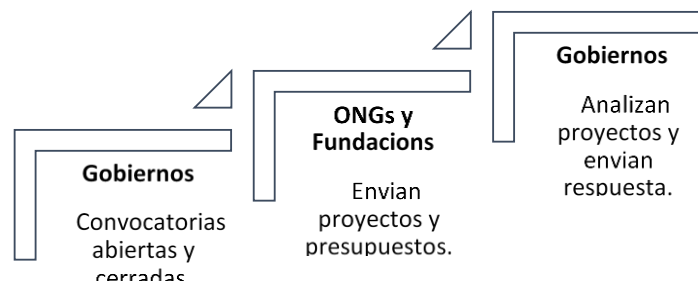 Gobiernos
Convocatorias
abiertas y
cerradas
ONGs y
Fundacions
Envian
proyectos y
presupuestos.
Gobiernos
Analizan
proyectos y
envian
respuesta.